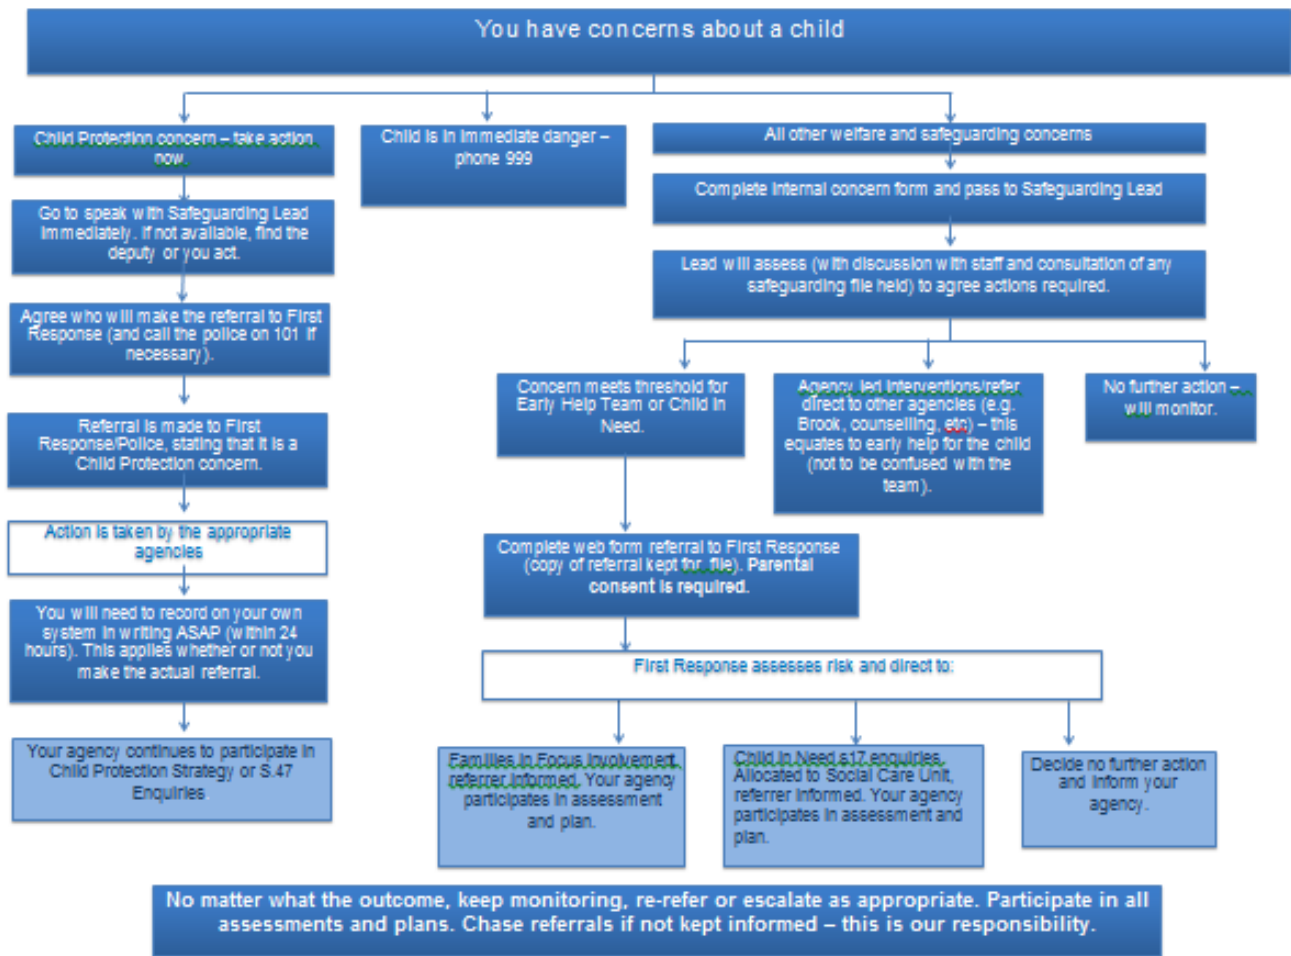 You have concerns about a child
Child Protection concern – take action
now.
Child is in immediate danger –
phone 999
All other welfare and safeguarding concerns
Go to speak with Safeguarding Lead
immediately. If not available, find the
deputy or you act.
Agree who will make the referral to First
Response (and call the police on 101 if
necessary).
Referral is made to First
Response/Police, stating that it is a
Child Protection concern.
Action is taken by the appropriate
agencies
You will need to record on your own
system in writing ASAP (within 24
hours). This applies whether or not you
make the actual referral.
Your agency continues to participate in
Child Protection Strategy or S.47
Enquiries
Complete internal concern form and pass to Safeguarding Lead
Lead will assess (with discussion with staff and consultation of any
safeguarding file held) to agree actions required.
Concern meets threshold for
Early Help Team or Child in
Need.
Agency led interventions/refer
direct to other agencies (e.g.
Brook, counselling, etc) – this
equates to early help for the child
(not to be confused with the
team).
No further action –
will monitor.
Complete web form referral to First Response
(copy of referral kept for file). Parental
consent is required.
First Response assesses risk and direct to:
Families in Focus involvement,
referrer informed. Your agency
participates in assessment
and plan.
Child in Need s17 enquiries.
Allocated to Social Care Unit,
referrer informed. Your agency
participates in assessment and
plan.
Decide no further action
and inform your
agency.
No matter what the outcome, keep monitoring, re-refer or escalate as appropriate. Participate in all
assessments and plans. Chase referrals if not kept informed – this is our responsibility.